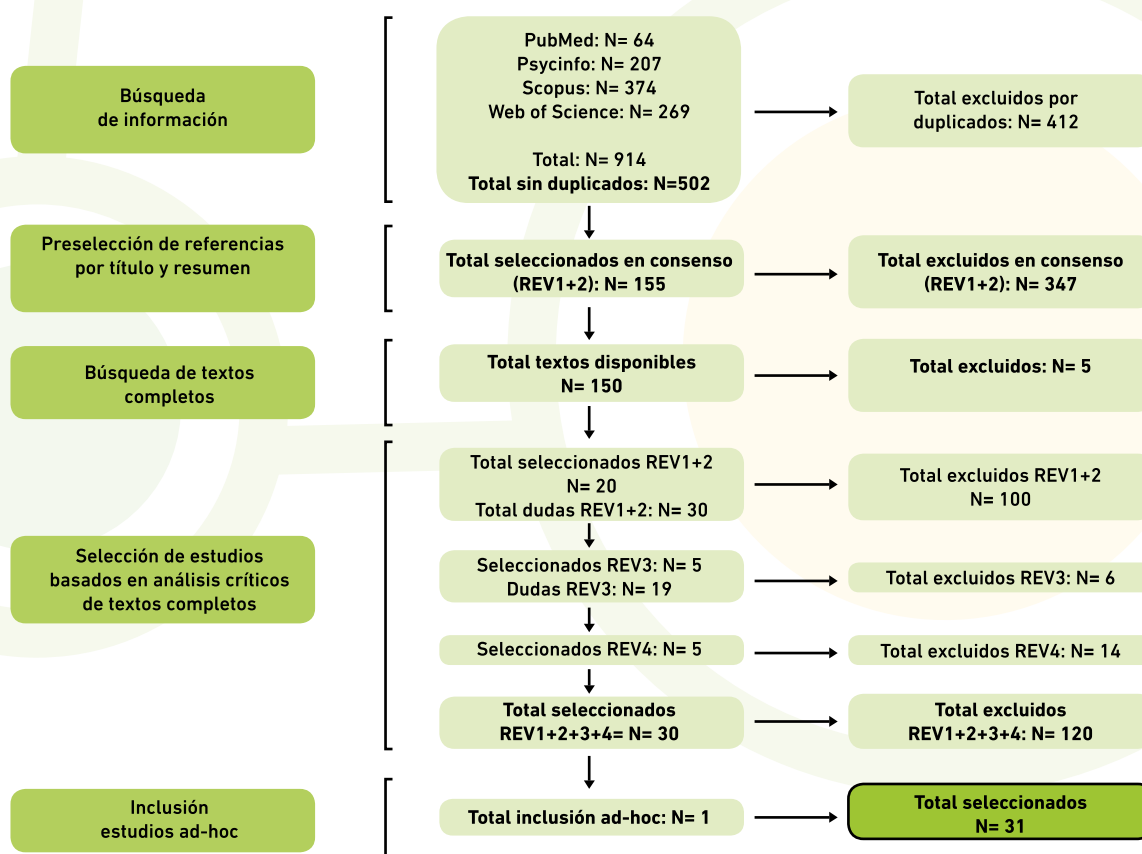 Búsqueda
de información
PubMed: N= 64
Psycinfo: N= 207
Scopus: N= 374
Web of Science: N= 269
Total: N= 914
Total sin duplicados: N=502
Total excluidos por
duplicados: N= 412
Preselección de referencias
por título y resumen
Total seleccionados en consenso
(REV1+2): N= 155
Total excluidos en consenso
(REV1+2): N= 347
Búsqueda de textos
completos
Total textos disponibles
N= 150
Total excluidos: N= 5
Selección de estudios
basados en análisis críticos
de textos completos
Total seleccionados REV1+2
N= 20
Total dudas REV1+2: N= 30
Total excluidos REV1+2
N= 100
Seleccionados REV3: N= 5
Dudas REV3: N= 19
Total excluidos REV3: N= 6
Seleccionados REV4: N= 5
Total excluidos REV4: N= 14
Total seleccionados
REV1+2+3+4= N= 30
Total excluidos
REV1+2+3+4: N= 120
Inclusión
estudios ad-hoc
Total inclusión ad-hoc: N= 1
Total seleccionados
N= 31